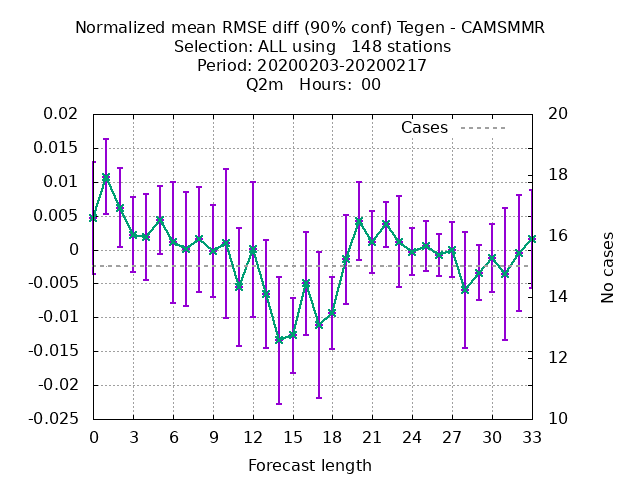 Normalized mean RMSE diff (90% conf) Tegen - CAMSMMR
Selection: ALL using   148 stations
Period: 20200203-20200217
Q2m   Hours:  00
0.02
0.015
0.01
0.005
0
-0.005
-0.01
-0.015
-0.02
-0.025
Cases
20
18
16
14
12
10
No cases
0 3 6 9 12 15 18 21 24 27 30 33
Forecast length